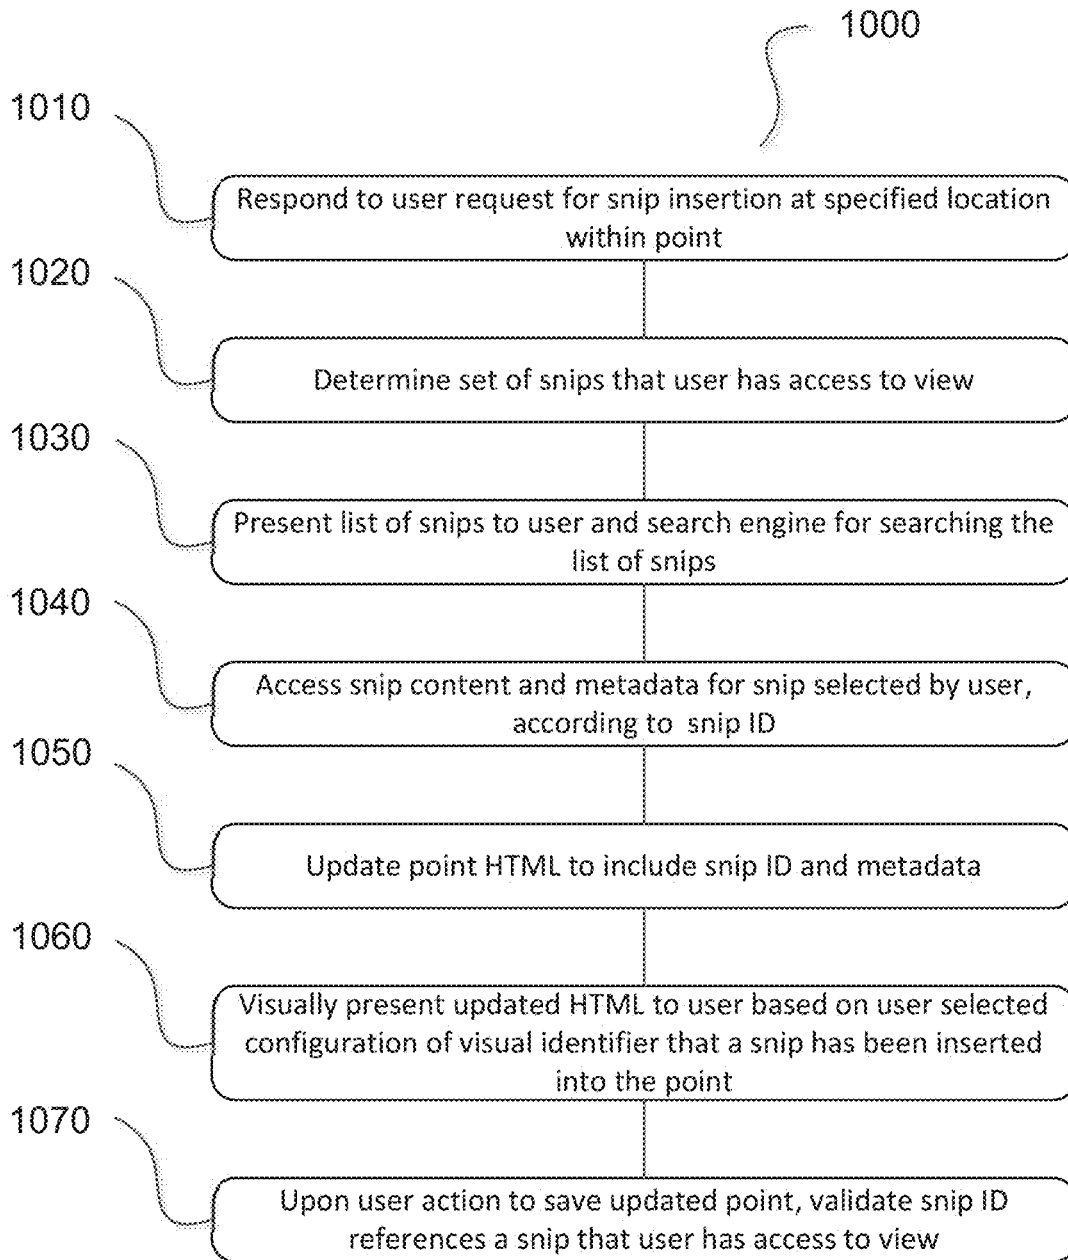 1000
1010
Respond to user request for snip insertion at specified location
within point
1020
Determine set of snips that user has access to view
1030
Present list of snips to user and search engine for searching the
list of snips
1040
Access snip content and metadata for snip selected by user,
according to snip ID
1050
Update point HTML to include snip ID and metadata
1060
Visually present updated HTML to user based on user selected
configuration of visual identifier that a snip has been inserted
into the point
1070
Upon user action to save updated point, validate snip ID
references a snip that user has access to view